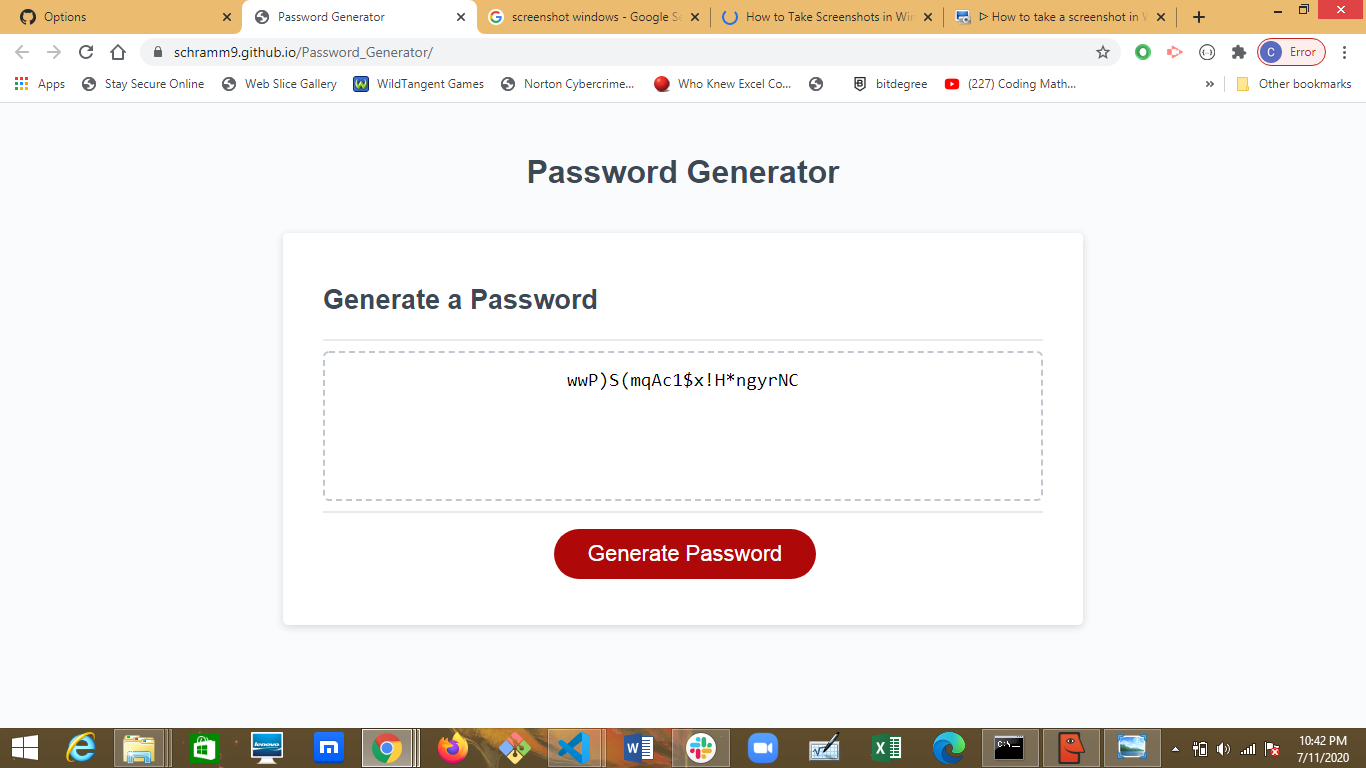 Options
Password Generator
screenshot windows - Google Se
How to Take Screenshots in Win
How to take a screenshot in W
schramm9.github.io/Password_Generator/
C Error
Apps
Stay Secure Online
Web Slice Gallery
WildTangent Games
Norton Cybercrime...
Who Knew Excel Co...
bitdegree
(227) Coding Math...
»
Other bookmarks
Password Generator
Generate a Password
wwP)S(mqAc1$x!H*ngyrNC
Generate Password
lenovo
10:42 PM
7/11/2020